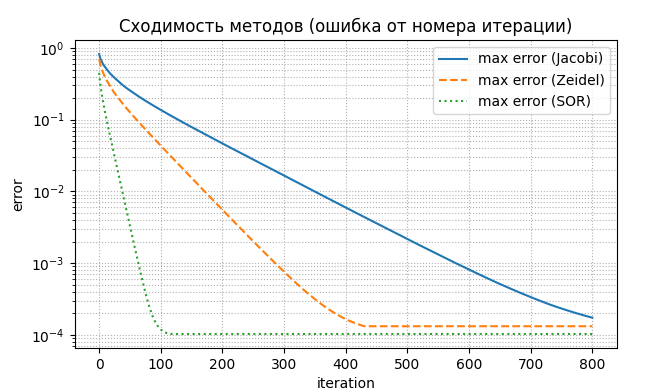 Сходимость методов (ошибка от номера итерации)
10⁰
10⁻¹
10⁻²
10⁻³
10⁻⁴
error
max error (Jacobi)
max error (Zeidel)
max error (SOR)
0 100 200 300 400 500 600 700 800
iteration